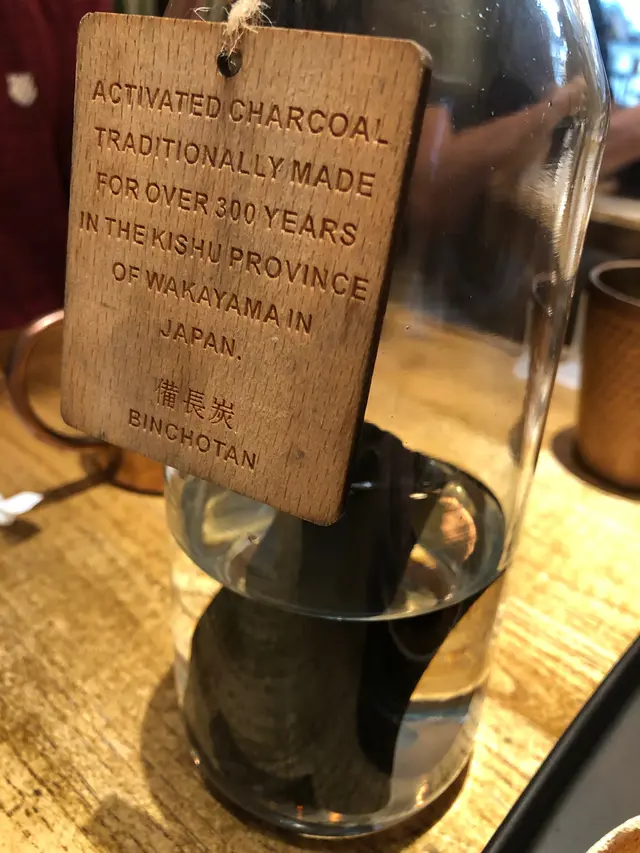 ACTIVATED CHARCOAL
TRADITIONALLY MADE
FOR OVER 300 YEARS
IN THE KISHU PROVINCE
OF WAKAYAMA IN
JAPAN.
備長炭
BINCHOTAN